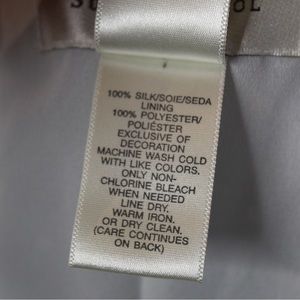 100% SILK/SOIE/SEDA
LINING
100% POLYESTER/
POLIÉSTER
EXCLUSIVE OF
DECORATION
MACHINE WASH COLD
WITH LIKE COLORS.
ONLY NON-
CHLORINE BLEACH
WHEN NEEDED
LINE DRY.
WARM IRON.
OR DRY CLEAN.
(CARE CONTINUES
ON BACK)